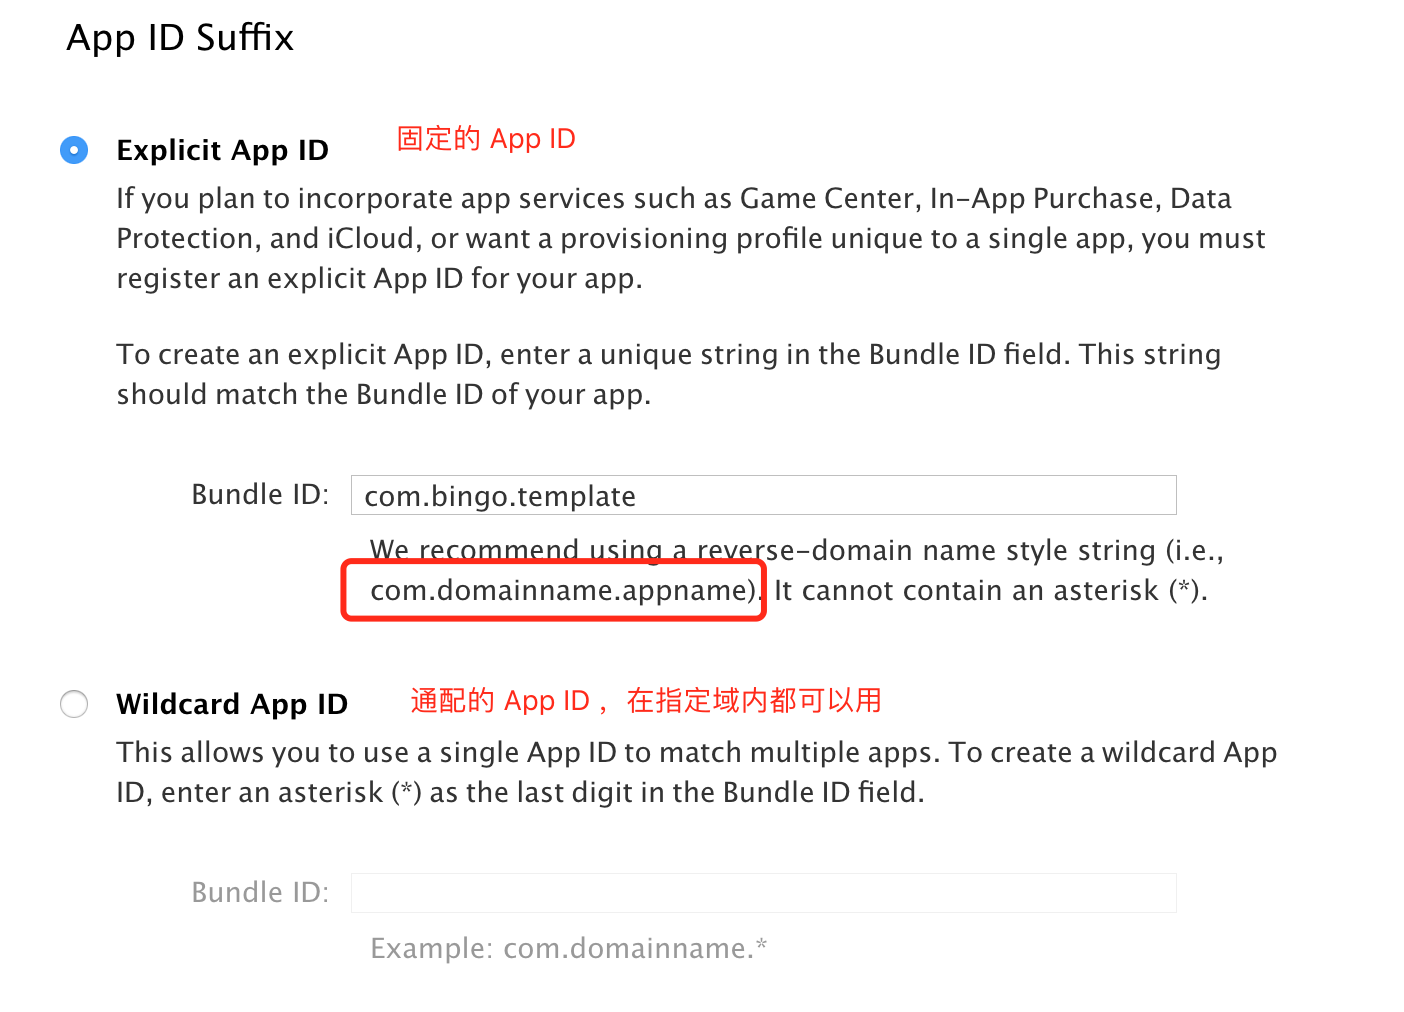 App ID Suffix
Explicit App ID 固定的 App ID
If you plan to incorporate app services such as Game Center, In-App Purchase, Data
Protection, and iCloud, or want a provisioning profile unique to a single app, you must
register an explicit App ID for your app.
To create an explicit App ID, enter a unique string in the Bundle ID field. This string
should match the Bundle ID of your app.
Bundle ID: com.bingo.template
We recommend using a reverse-domain name style string (i.e.,
com.domainname.appname). It cannot contain an asterisk (*).
Wildcard App ID 通配的 App ID ，在指定域内都可以用
This allows you to use a single App ID to match multiple apps. To create a wildcard App
ID, enter an asterisk (*) as the last digit in the Bundle ID field.
Bundle ID:
Example: com.domainname.*